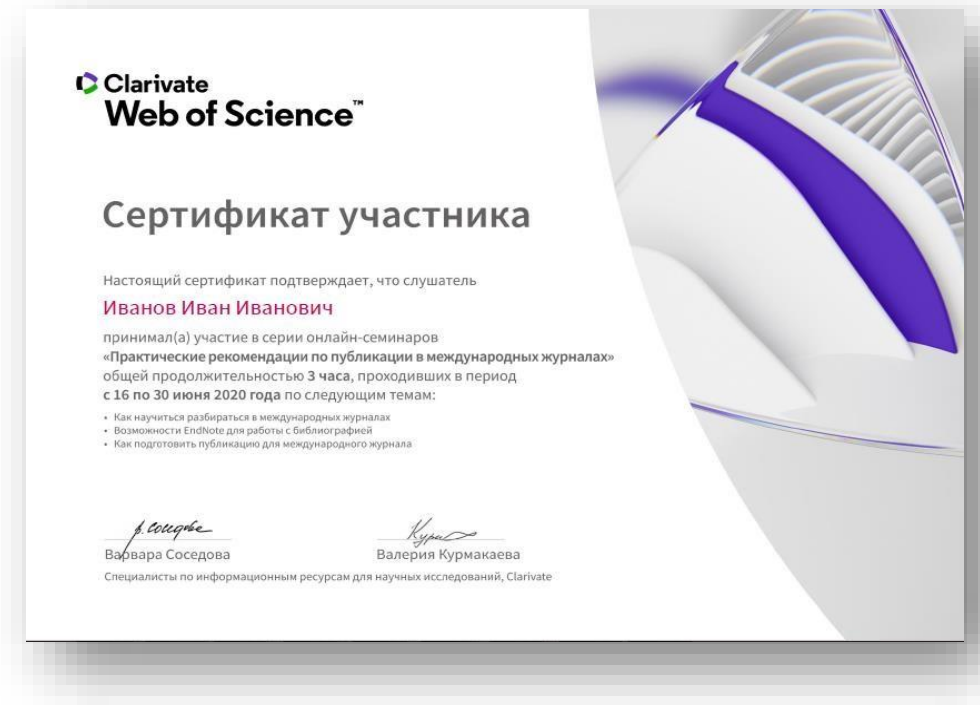 Clarivate
Web of Science™
Сертификат участника
Настоящий сертификат подтверждает, что слушатель
Иванов Иван Иванович
принимал(а) участие в серии онлайн-семинаров
«Практические рекомендации по публикации в международных журналах»
общей продолжительностью 3 часа, проходивших в период
с 16 по 30 июня 2020 года по следующим темам:
• Как научиться разбираться в международных журналах
• Возможности EndNote для работы с библиографией
• Как подготовить публикацию для международного журнала
В. Соседова
Варвара Соседова
Валерия Курмакаева
Специалисты по информационным ресурсам для научных исследований, Clarivate